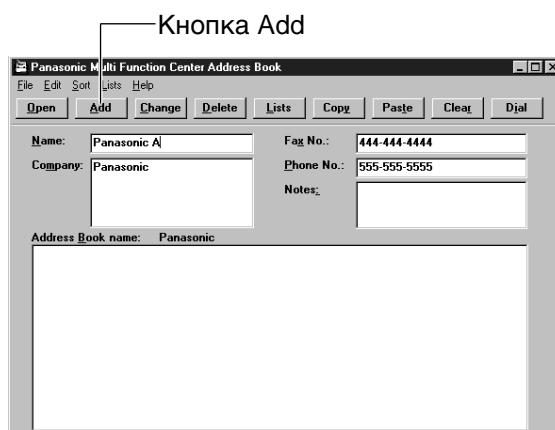 Кнопка Add
Panasonic Multi Function Center Address Book
File Edit Sort Lists Help
Open Add Change Delete Lists Copy Paste Clear Dial
Name: Panasonic A Fax No.: 444-444-4444
Company: Panasonic Phone No.: 555-555-5555
Notes:
Address Book name: Panasonic